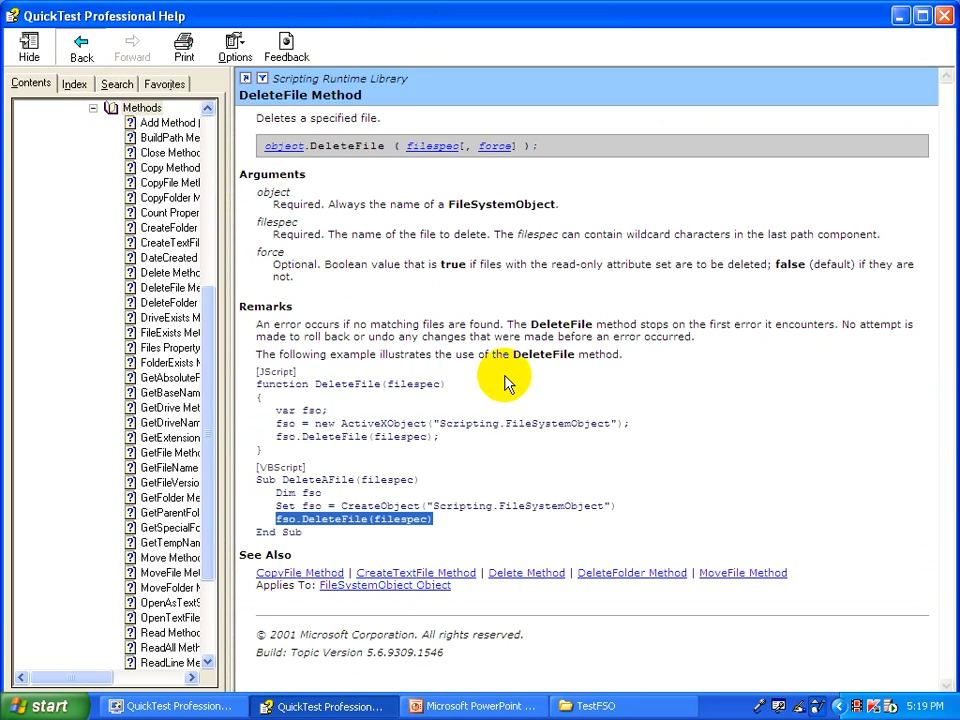 QuickTest Professional Help
Hide
Back
Forward
Print
Options
Feedback
Contents
Index
Search
Favorites
Methods
Add Method
BuildPath Me
Close Method
Copy Method
CopyFile Met
CopyFolder M
Count Proper
CreateFolder
CreateTextFil
DateCreated
Delete Metho
DeleteFile Me
DeleteFolder
DriveExists M
FileExists Met
Files Property
FolderExists M
GetAbsoluteF
GetBaseNam
GetDrive Met
GetDriveNam
GetExtension
GetFile Metho
GetFileName
GetFileVersio
GetFolder Me
GetParentFol
GetSpecialFo
GetTempNam
Move Method
MoveFile Met
MoveFolder M
OpenAsTextS
OpenTextFile
Read Method
ReadAll Meth
ReadLine Me
Scripting Runtime Library
DeleteFile Method
Deletes a specified file.
object.DeleteFile ( filespec[, force] );
Arguments
object
Required. Always the name of a FileSystemObject.
filespec
Required. The name of the file to delete. The filespec can contain wildcard characters in the last path component.
force
Optional. Boolean value that is true if files with the read-only attribute set are to be deleted; false (default) if they are
not.
Remarks
An error occurs if no matching files are found. The DeleteFile method stops on the first error it encounters. No attempt is
made to roll back or undo any changes that were made before an error occurred.
The following example illustrates the use of the DeleteFile method.
[JScript]
function DeleteFile(filespec)
{
var fso;
fso = new ActiveXObject("Scripting.FileSystemObject");
fso.DeleteFile(filespec);
}
[VBScript]
Sub DeleteAFile(filespec)
Dim fso
Set fso = CreateObject("Scripting.FileSystemObject")
fso.DeleteFile(filespec)
End Sub
See Also
CopyFile Method | CreateTextFile Method | Delete Method | DeleteFolder Method | MoveFile Method
Applies To: FileSystemObject Object
© 2001 Microsoft Corporation. All rights reserved.
Build: Topic Version 5.6.9309.1546
start
QuickTest Profession...
QuickTest Profession...
Microsoft PowerPoint ...
TestFSO
5:19 PM